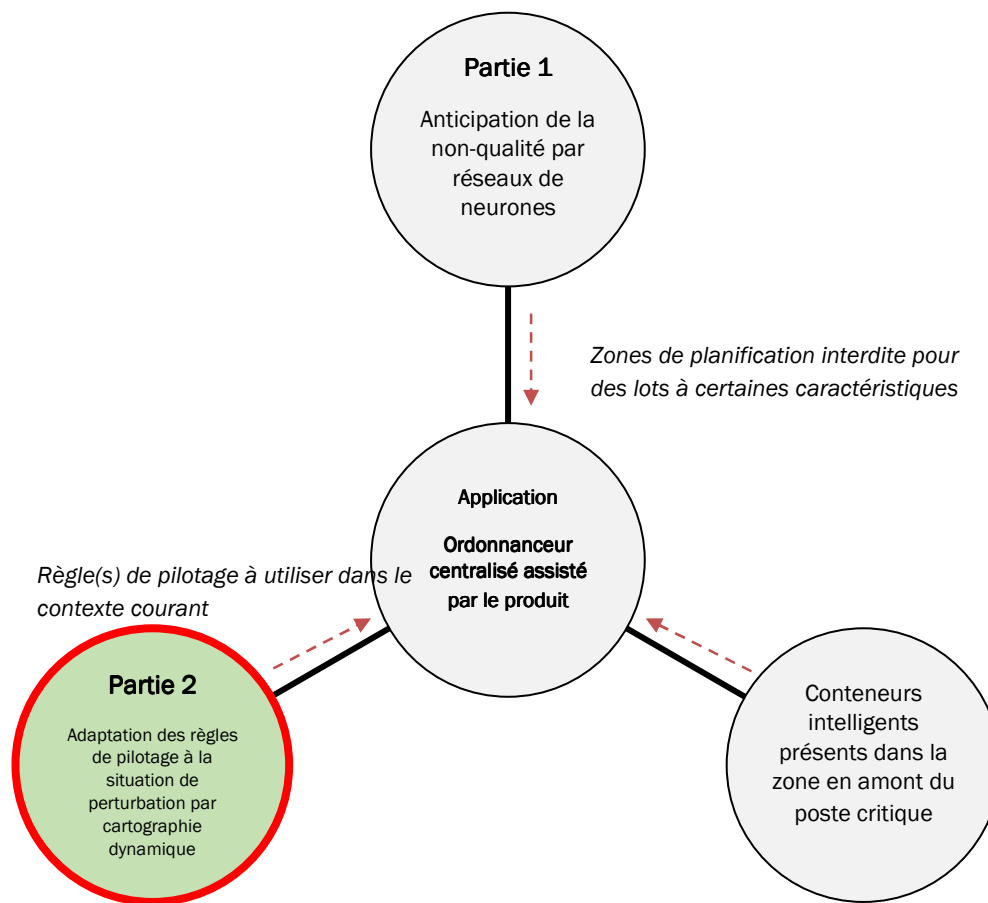 Partie 1
Anticipation de la
non-qualité par
réseaux de
neurones
Zones de planification interdite pour
des lots à certaines caractéristiques
Application
Ordonnanceur
centralisé assisté
par le produit
Règle(s) de pilotage à utiliser dans le
contexte courant
Partie 2
Adaptation des règles
de pilotage à la
situation de
perturbation par
cartographie
dynamique
Conteneurs
intelligents
présents dans la
zone en amont du
poste critique